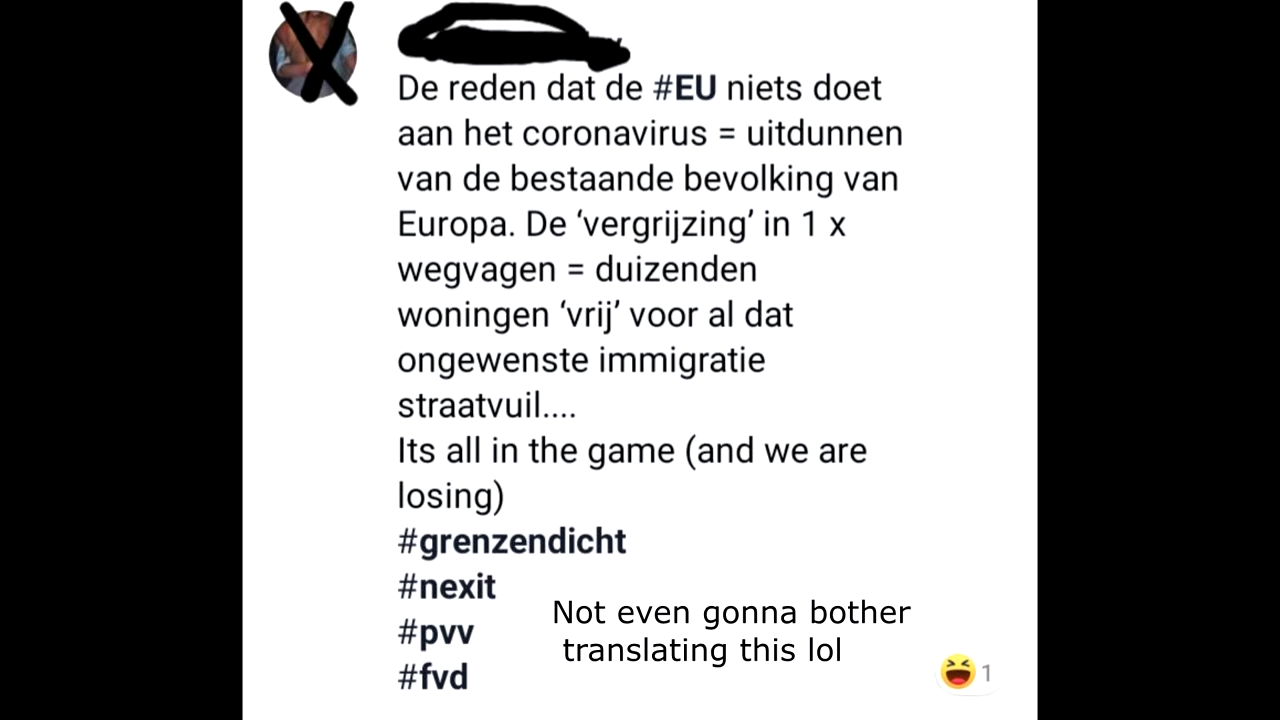 De reden dat de #EU niets doet
aan het coronavirus = uitdunnen
van de bestaande bevolking van
Europa. De ‘vergrijzing’ in 1 x
wegvagen = duizenden
woningen ‘vrij’ voor al dat
ongewenste immigratie
straatvuil....
Its all in the game (and we are
losing)
#grenzendicht
#nexit
#pvv
#fvd
Not even gonna bother
translating this lol
1